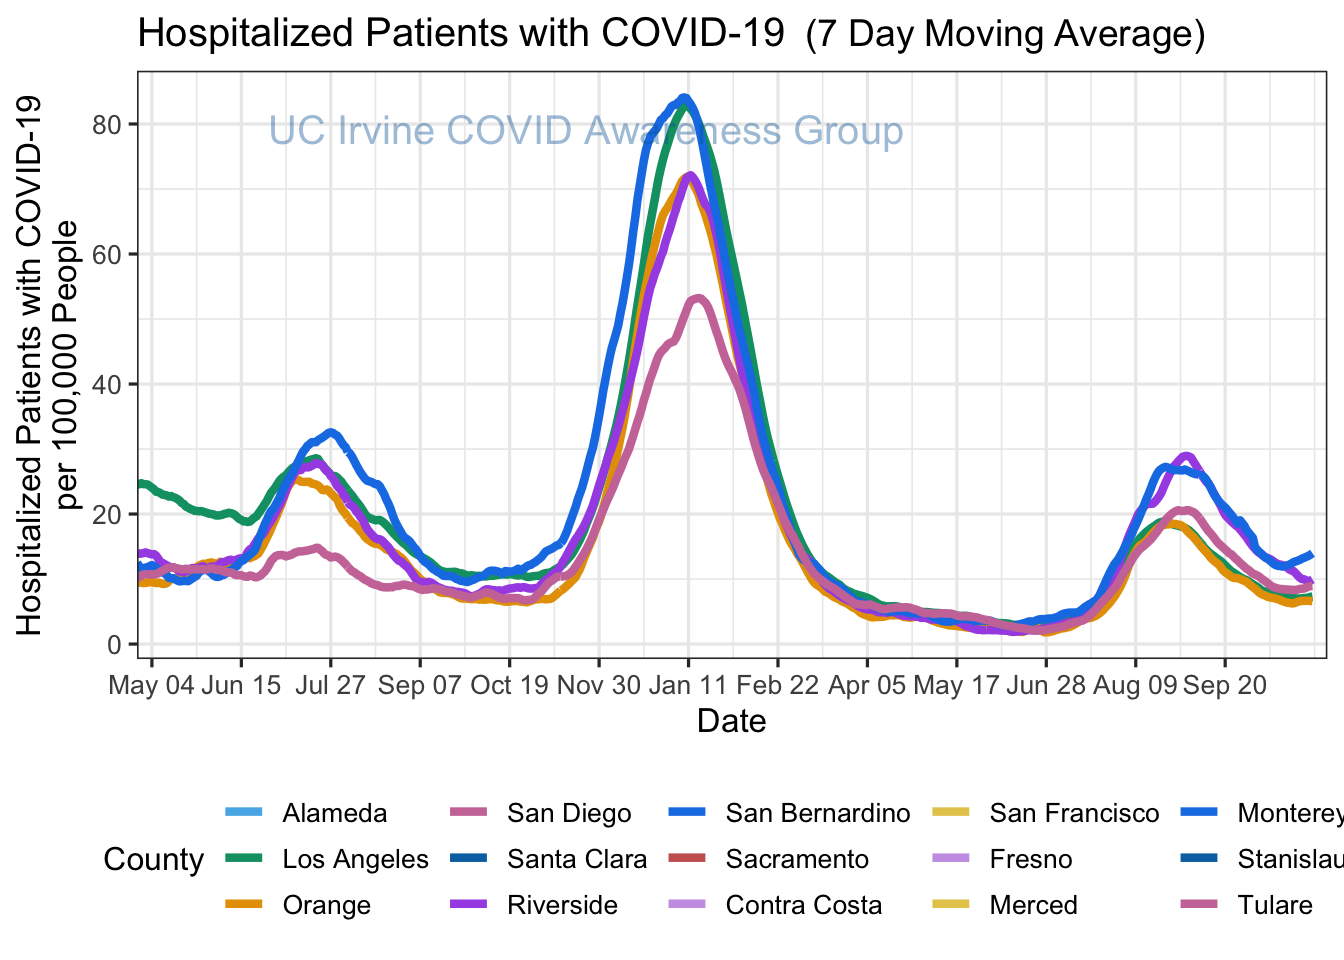 Hospitalized Patients with COVID-19 (7 Day Moving Average)
Hospitalized Patients with COVID-19
per 100,000 People
UC Irvine COVID Awareness Group
80
60
40
20
0
May 04 Jun 15 Jul 27 Sep 07 Oct 19 Nov 30 Jan 11 Feb 22 Apr 05 May 17 Jun 28 Aug 09 Sep 20
Date
County
Alameda San Diego San Bernardino San Francisco Monterey
Los Angeles Santa Clara Sacramento Fresno Stanislau
Orange Riverside Contra Costa Merced Tulare